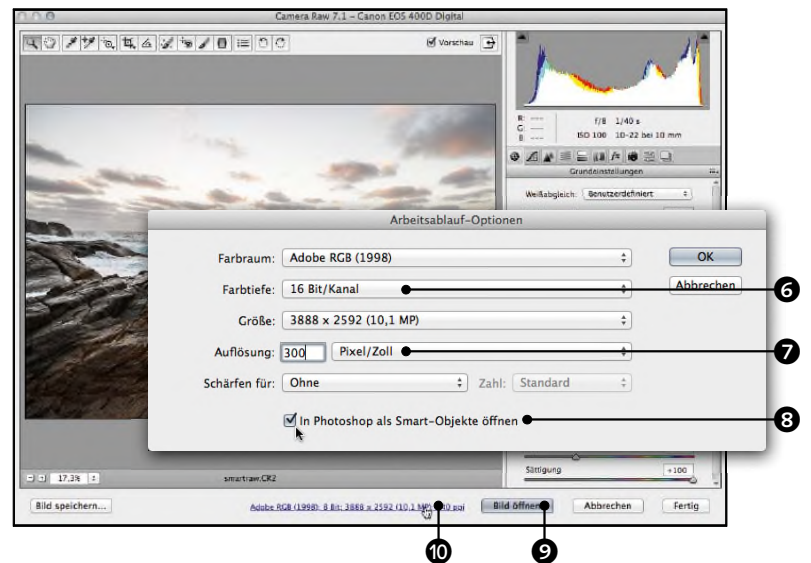 Camera Raw 7.1 – Canon EOS 400D Digital
Vorschau
R: ---
G: ---
B: ---
f/8 1/40 s
ISO 100 10-22 bei 10 mm
Grundeinstellungen
Weißabgleich: Benutzerdefiniert
Arbeitsablauf-Optionen
Farbraum: Adobe RGB (1998)
OK
Farbtiefe: 16 Bit/Kanal
Abbrechen
6
Größe: 3888 x 2592 (10,1 MP)
Auflösung: 300 Pixel/Zoll
7
Schärfen für: Ohne Zahl: Standard
In Photoshop als Smart-Objekte öffnen
8
Sättigung +100
17,3% smartraw.CR2
Bild speichern... Adobe RGB (1998); 8 Bit; 3888 x 2592 (10,1 MP) ppi Bild öffnen Abbrechen Fertig
10 9